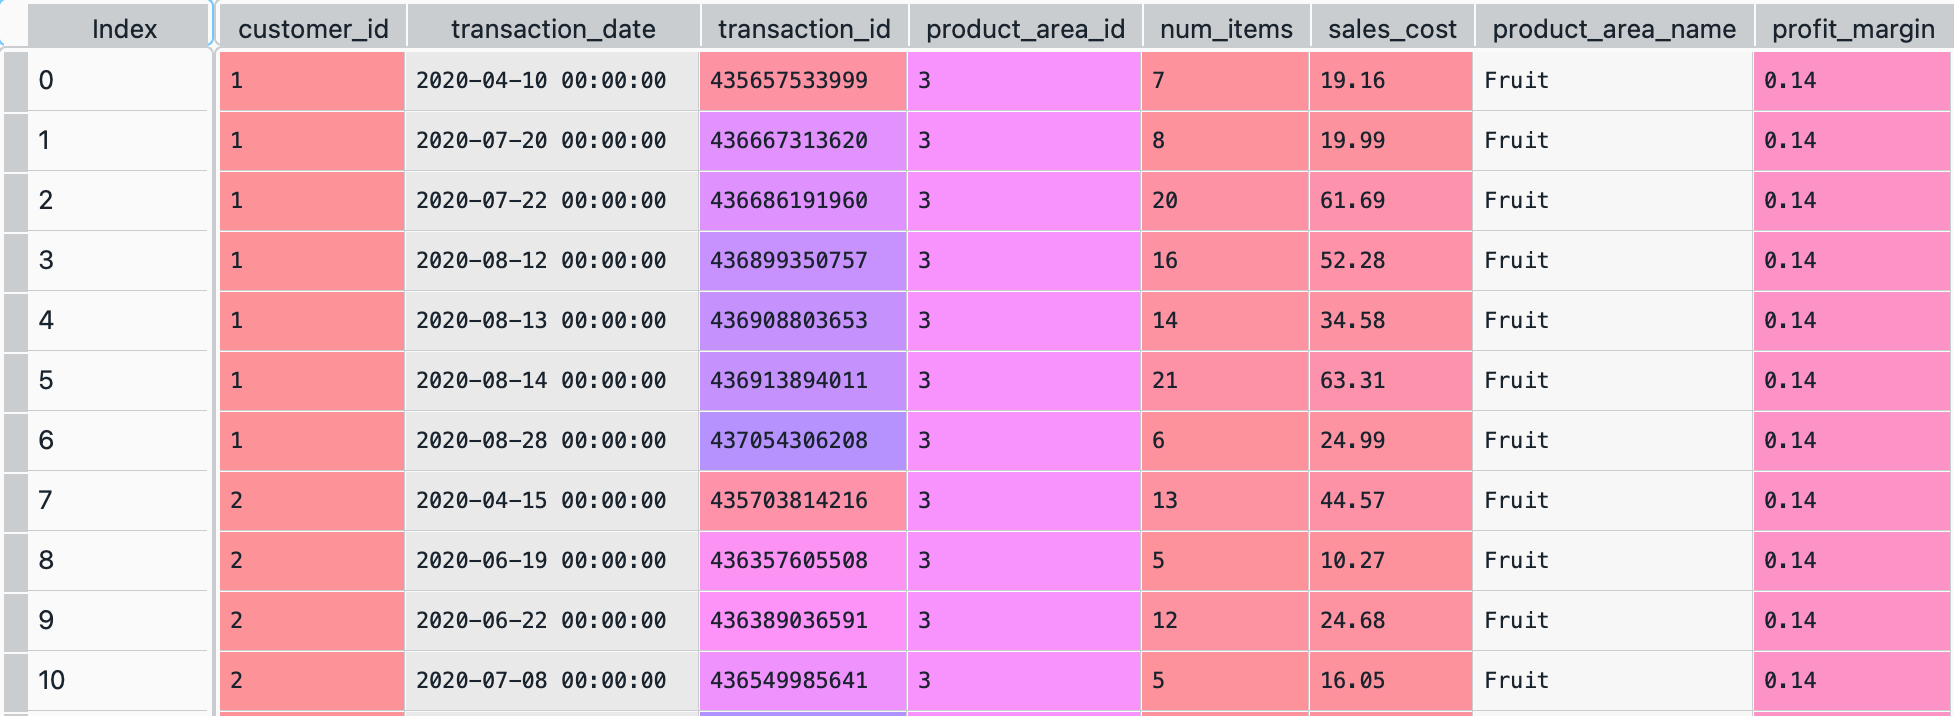 Index customer_id transaction_date transaction_id product_area_id num_items sales_cost product_area_name profit_margin
0 1 2020-04-10 00:00:00 435657533999 3 7 19.16 Fruit 0.14
1 1 2020-07-20 00:00:00 436667313620 3 8 19.99 Fruit 0.14
2 1 2020-07-22 00:00:00 436686191960 3 20 61.69 Fruit 0.14
3 1 2020-08-12 00:00:00 436899350757 3 16 52.28 Fruit 0.14
4 1 2020-08-13 00:00:00 436908803653 3 14 34.58 Fruit 0.14
5 1 2020-08-14 00:00:00 436913894011 3 21 63.31 Fruit 0.14
6 1 2020-08-28 00:00:00 437054306208 3 6 24.99 Fruit 0.14
7 2 2020-04-15 00:00:00 435703814216 3 13 44.57 Fruit 0.14
8 2 2020-06-19 00:00:00 436357605508 3 5 10.27 Fruit 0.14
9 2 2020-06-22 00:00:00 436389036591 3 12 24.68 Fruit 0.14
10 2 2020-07-08 00:00:00 436549985641 3 5 16.05 Fruit 0.14